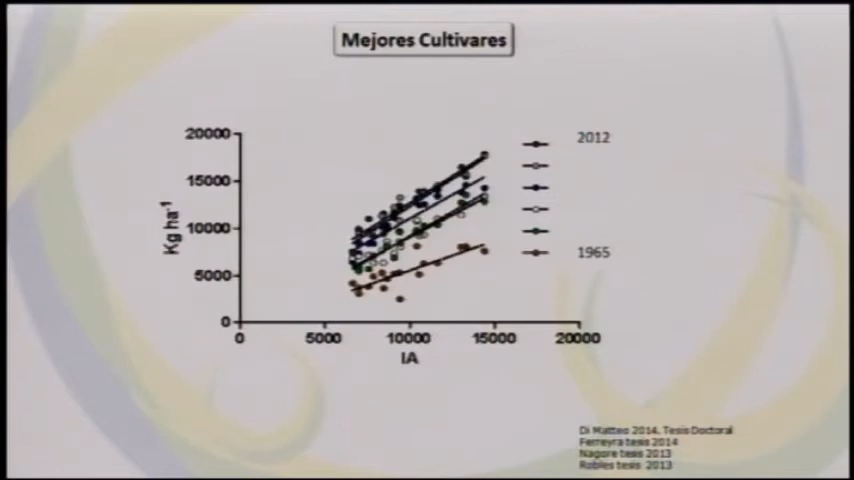 Mejores Cultivares
20000
15000
10000
5000
0
Kg ha-1
0 5000 10000 15000 20000
IA
2012
1965
Di Matteo 2014, Tesis Doctoral
Ferreyra tesis 2014
Nagore tesis 2013
Robles tesis 2013